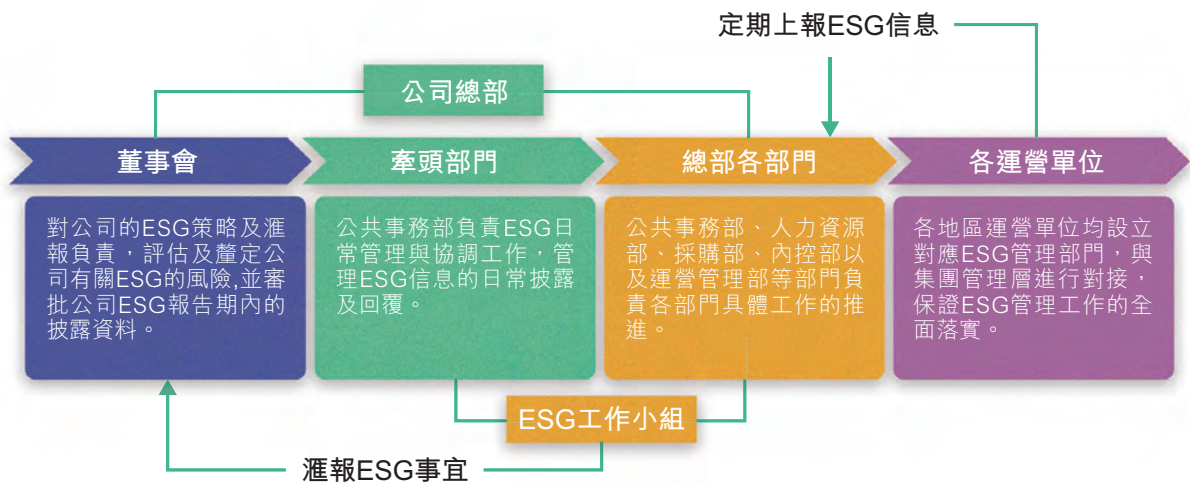 定期上報ESG信息
公司總部
董事會
牽頭部門
總部各部門
各運營單位
對公司的ESG策略及滙
報負責，評估及釐定公
司有關ESG的風險,並審
批公司ESG報告期內的
披露資料。
公共事務部負責ESG日
常管理與協調工作，管
理ESG信息的日常披露
及回覆。
公共事務部、人力資源
部、採購部、內控部以
及運營管理部等部門負
責各部門具體工作的推
進。
各地區運營單位均設立
對應ESG管理部門，與
集團管理層進行對接，
保證ESG管理工作的全
面落實。
ESG工作小組
滙報ESG事宜